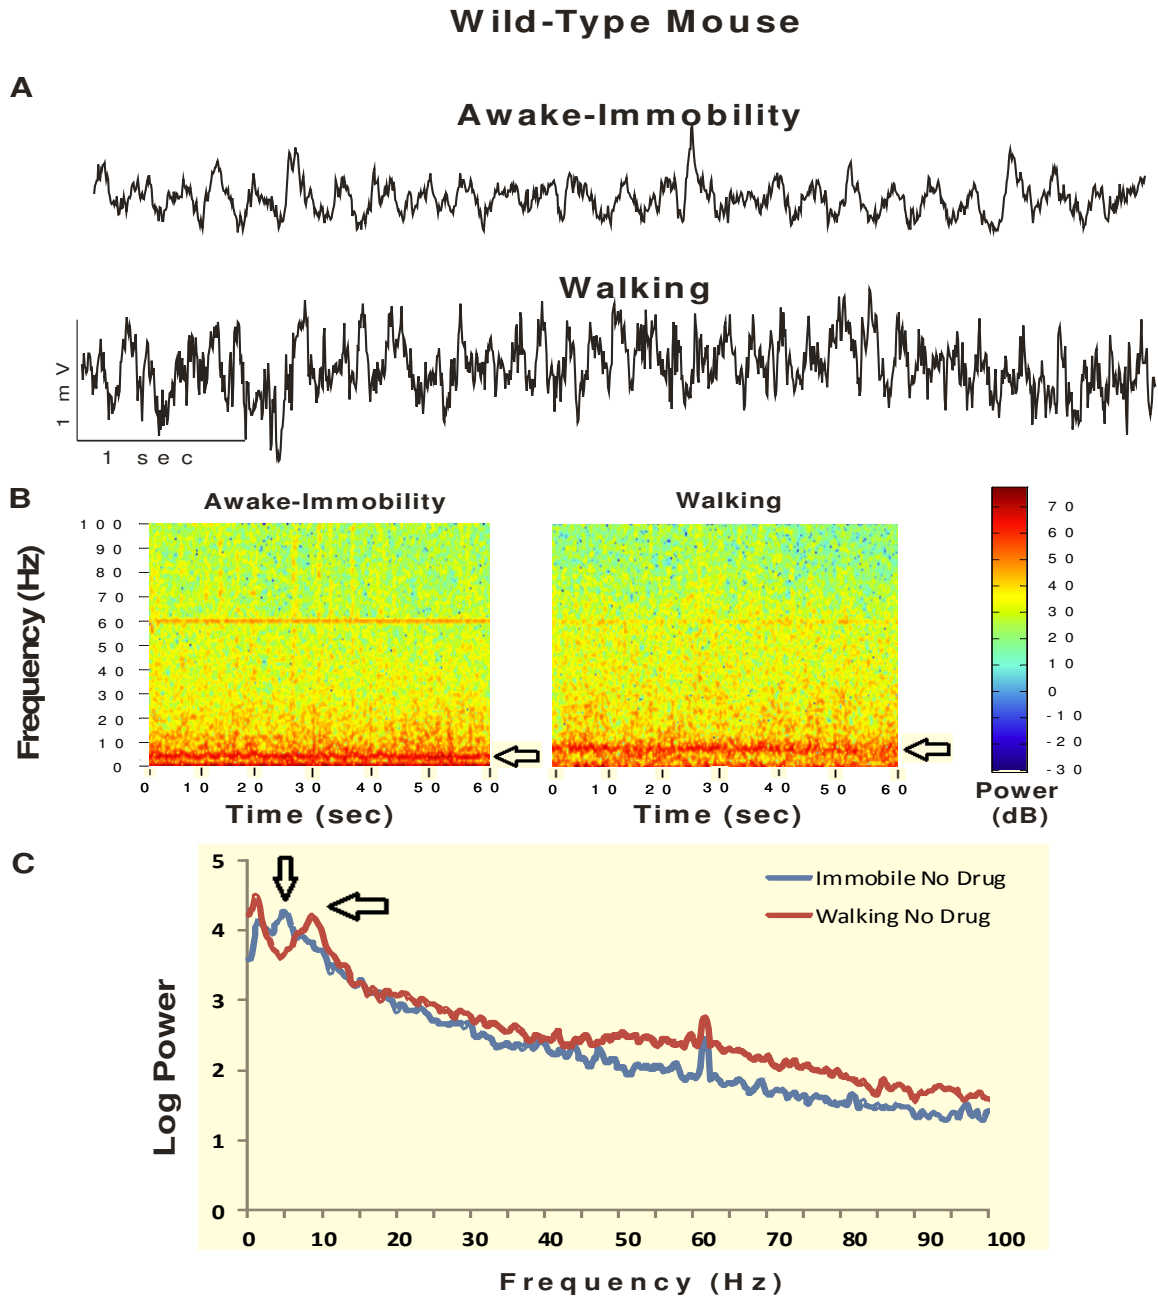 Wild-Type Mouse
A
Awake-Immobility
Walking
1 mV
1 sec
B
Awake-Immobility
Walking
Frequency (Hz)
100
90
80
70
60
50
40
30
20
10
0
0 10 20 30 40 50 60
Time (sec)
0 10 20 30 40 50 60
Time (sec)
70
60
50
40
30
20
10
0
-10
-20
-30
Power
(dB)
C
Immobile No Drug
Walking No Drug
Log Power
5
4
3
2
1
0
0 10 20 30 40 50 60 70 80 90 100
Frequency (Hz)